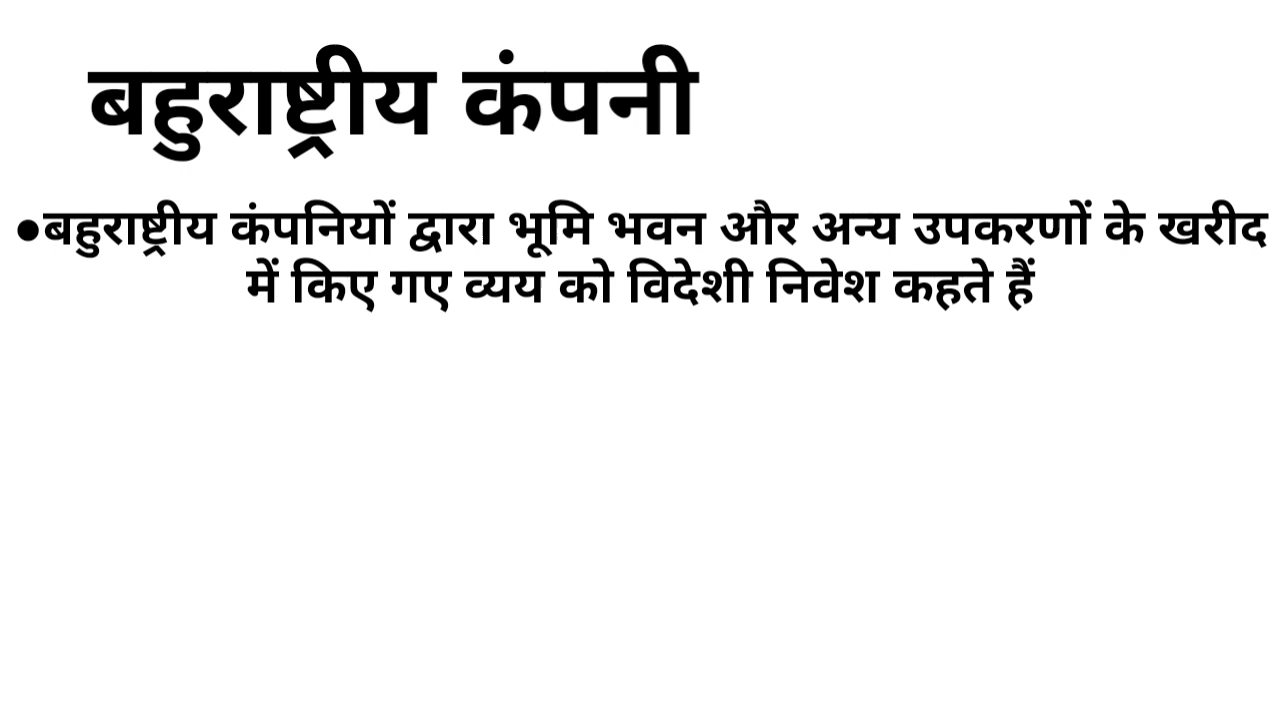 बहुराष्ट्रीय कंपनी
•बहुराष्ट्रीय कंपनियों द्वारा भूमि भवन और अन्य उपकरणों के खरीद
में किए गए व्यय को विदेशी निवेश कहते हैं